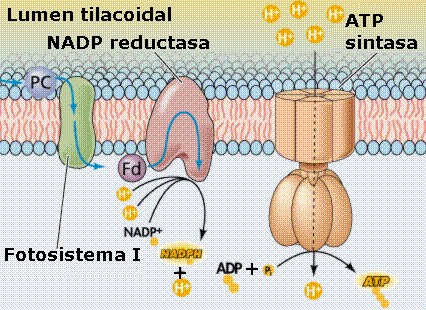 Lumen tilacoidal
NADP reductasa
H⁺ H⁺
H⁺ H⁺ H⁺
ATP
sintasa
PC
Fd
H⁺
H⁺
NADP⁺
NADPH
+
H⁺
Fotosistema I
ADP + Pᵢ
H⁺
ATP